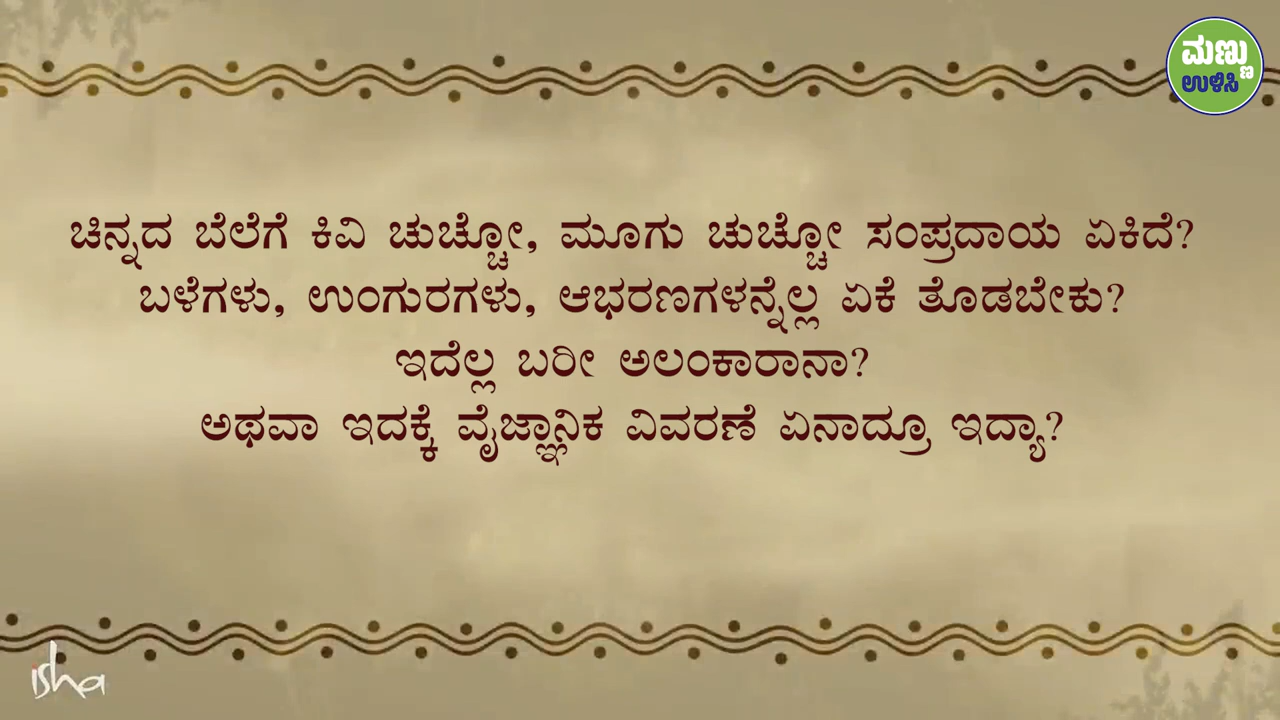 ಮಣ್ಣು
ಉಳಿಸಿ
ಚಿನ್ನದ ಬೆಲೆಗೆ ಕಿವಿ ಚುಚ್ಚೋ, ಮೂಗು ಚುಚ್ಚೋ ಸಂಪ್ರದಾಯ ಏಕಿದೆ?
ಬಳೆಗಳು, ಉಂಗುರಗಳು, ಆಭರಣಗಳನ್ನೆಲ್ಲ ಏಕೆ ತೊಡಬೇಕು?
ಇದೆಲ್ಲ ಬರೀ ಅಲಂಕಾರಾನಾ?
ಅಥವಾ ಇದಕ್ಕೆ ವೈಜ್ಞಾನಿಕ ವಿವರಣೆ ಏನಾದ್ರೂ ಇದ್ಯಾ?
isha